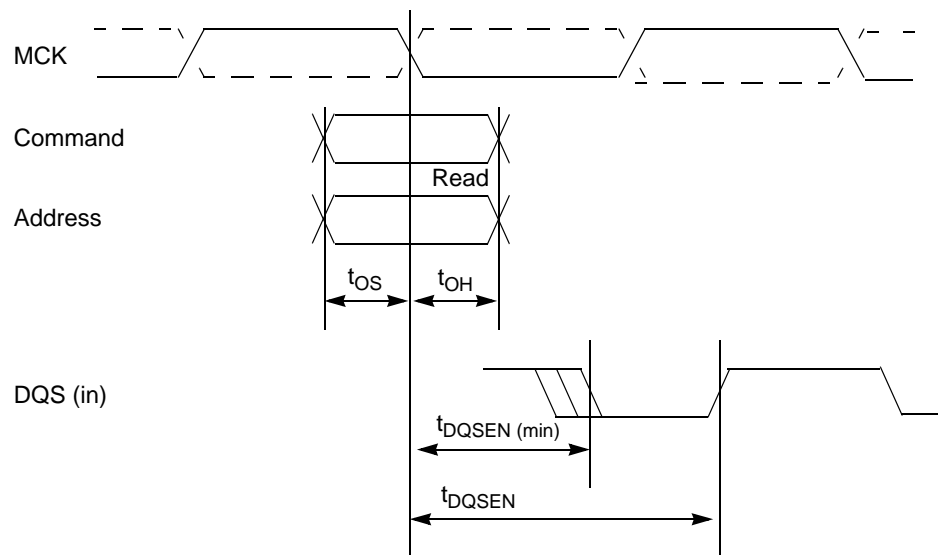 MCK
Command
Read
Address
tOS tOH
DQS (in)
tDQSEN (min)
tDQSEN